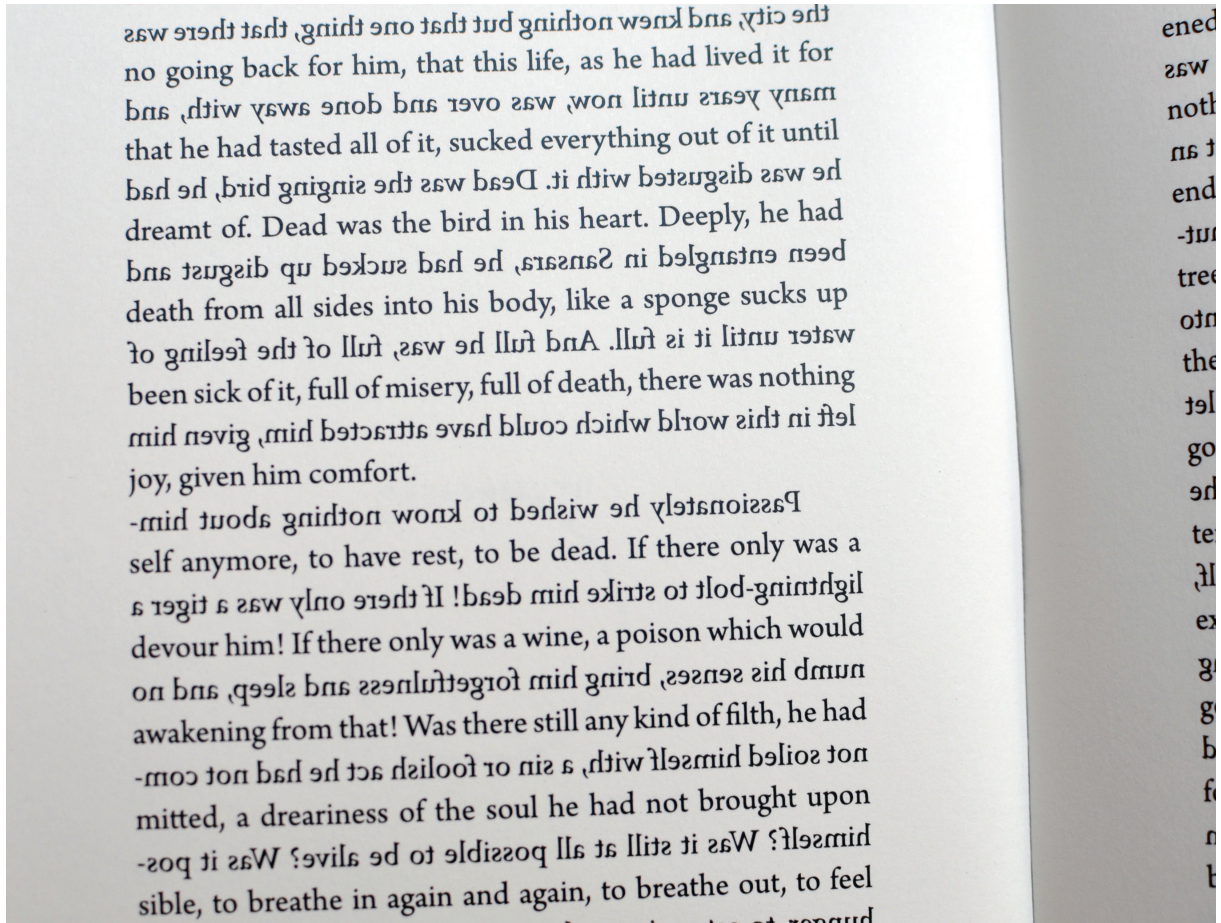 the city, and knew nothing but that one thing, that there was
no going back for him, that this life, as he had lived it for
many years until now, was over and done away with, and
that he had tasted all of it, sucked everything out of it until
he was disgusted with it. Dead was the singing bird, he had
dreamt of. Dead was the bird in his heart. Deeply, he had
been entangled in Sansara, he had sucked up disgust and
death from all sides into his body, like a sponge sucks up
water until it is full. And full he was, full of the feeling of
been sick of it, full of misery, full of death, there was nothing
left in this world which could have attracted him, given him
joy, given him comfort.
Passionately he wished to know nothing about him-
self anymore, to have rest, to be dead. If there only was a
lightning-bolt to strike him dead! If there only was a tiger a
devour him! If there only was a wine, a poison which would
numb his senses, bring him forgetfulness and sleep, and no
awakening from that! Was there still any kind of filth, he had
not soiled himself with, a sin or foolish act he had not com-
mitted, a dreariness of the soul he had not brought upon
himself? Was it still at all possible to be alive? Was it pos-
sible, to breathe in again and again, to breathe out, to feel